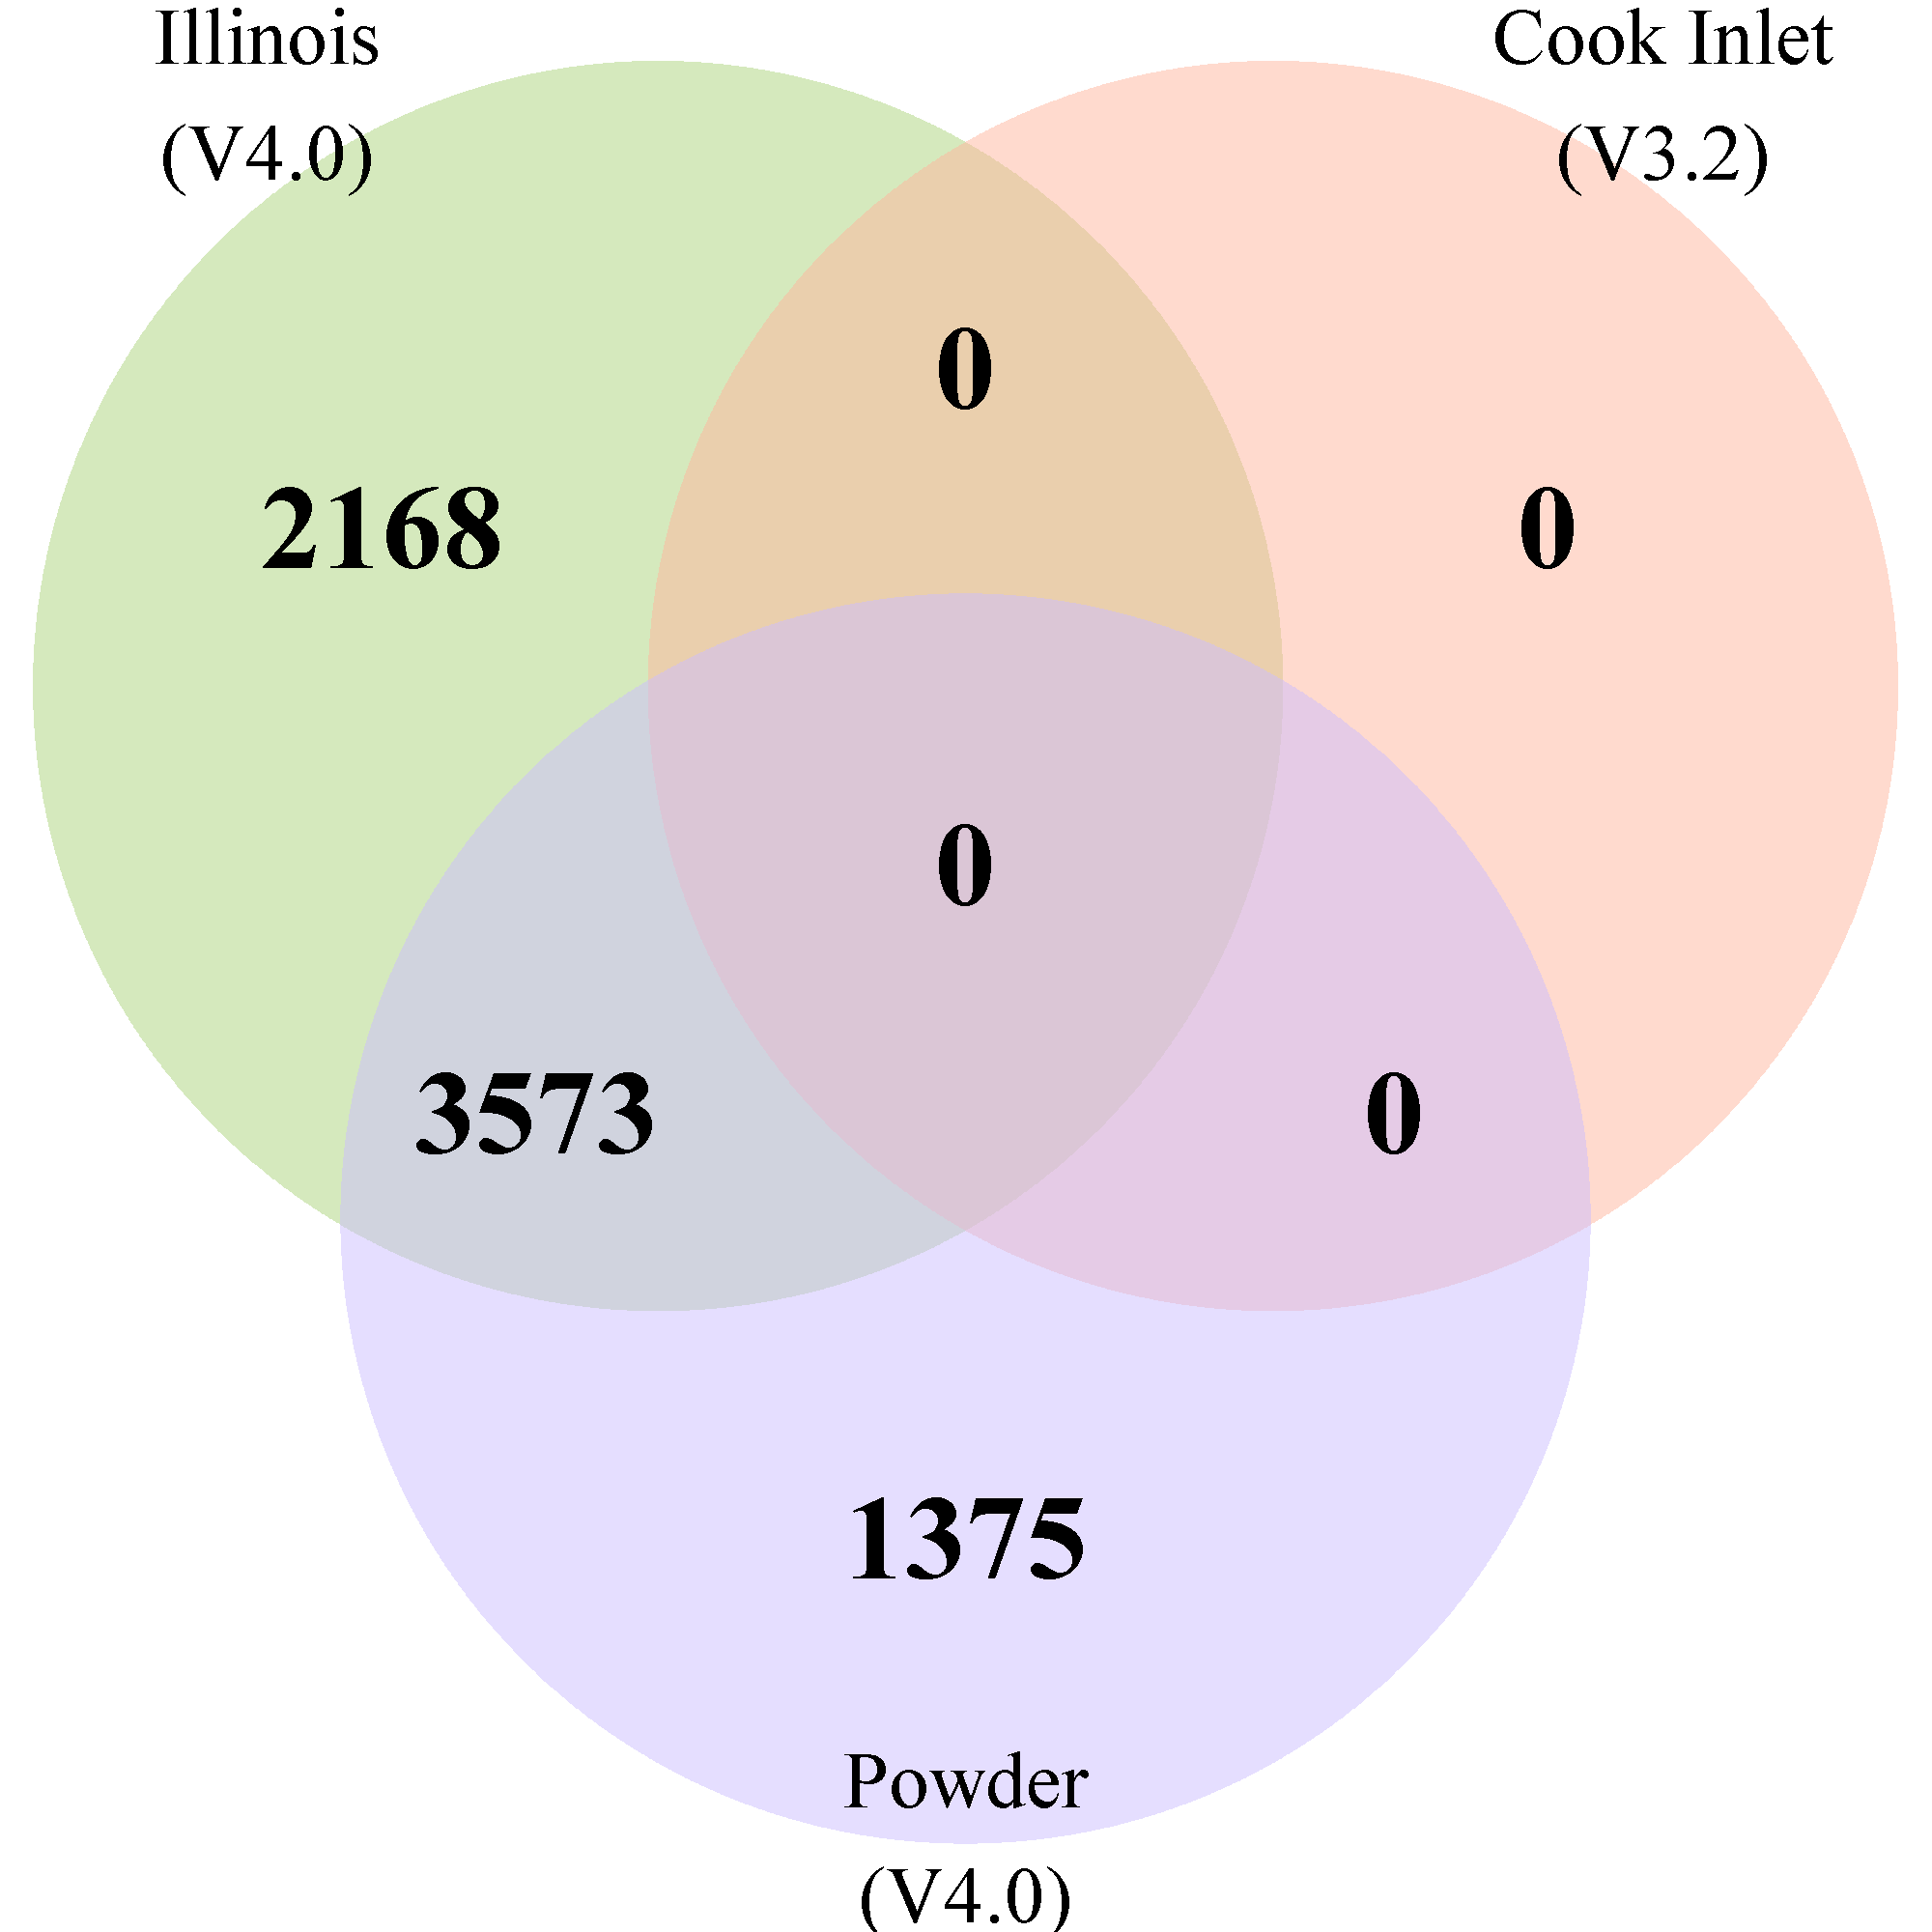 Illinois
(V4.0)
Cook Inlet
(V3.2)
0
2168
0
0
3573
0
1375
Powder
(V4.0)